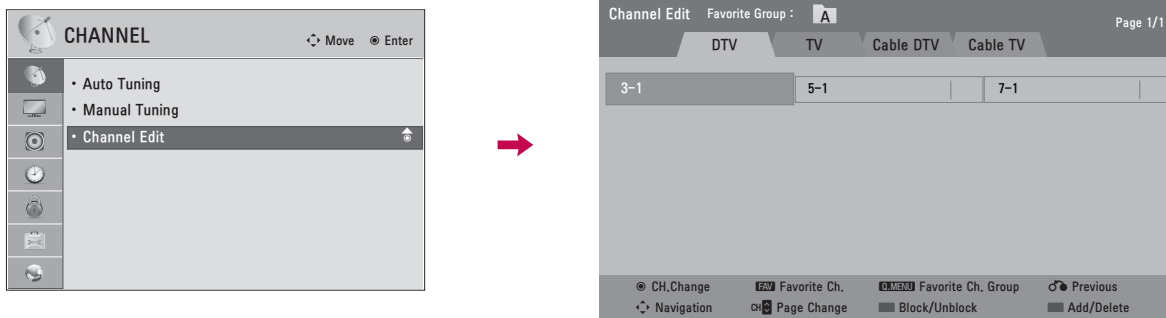 CHANNEL
Move Enter
• Auto Tuning
• Manual Tuning
• Channel Edit
Channel Edit Favorite Group : A Page 1/1
DTV TV Cable DTV Cable TV
3-1 5-1 7-1
CH.Change FAV Favorite Ch. Q.MENU Favorite Ch. Group Previous
Navigation CH Page Change Block/Unblock Add/Delete